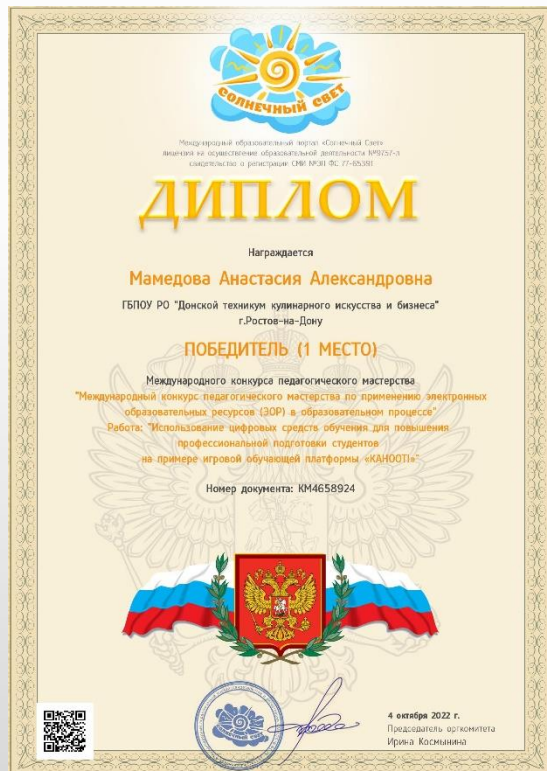 СОЛНЕЧНЫЙ СВЕТ
Международный образовательный портал «Солнечный Свет»
лицензия на осуществление образовательной деятельности №9757-л
свидетельство о регистрации СМИ №ЭЛ ФС 77-65391
ДИПЛОМ
Награждается
Мамедова Анастасия Александровна
ГБПОУ РО "Донской техникум кулинарного искусства и бизнеса"
г.Ростов-на-Дону
ПОБЕДИТЕЛЬ (1 МЕСТО)
Международного конкурса педагогического мастерства
"Международный конкурс педагогического мастерства по применению электронных
образовательных ресурсов (ЭОР) в образовательном процессе"
Работа: "Использование цифровых средств обучения для повышения
профессиональной подготовки студентов
на примере игровой обучающей платформы «KAHOOT!»"
Номер документа: КМ4658924
4 октября 2022 г.
Председатель оргкомитета
Ирина Космынина